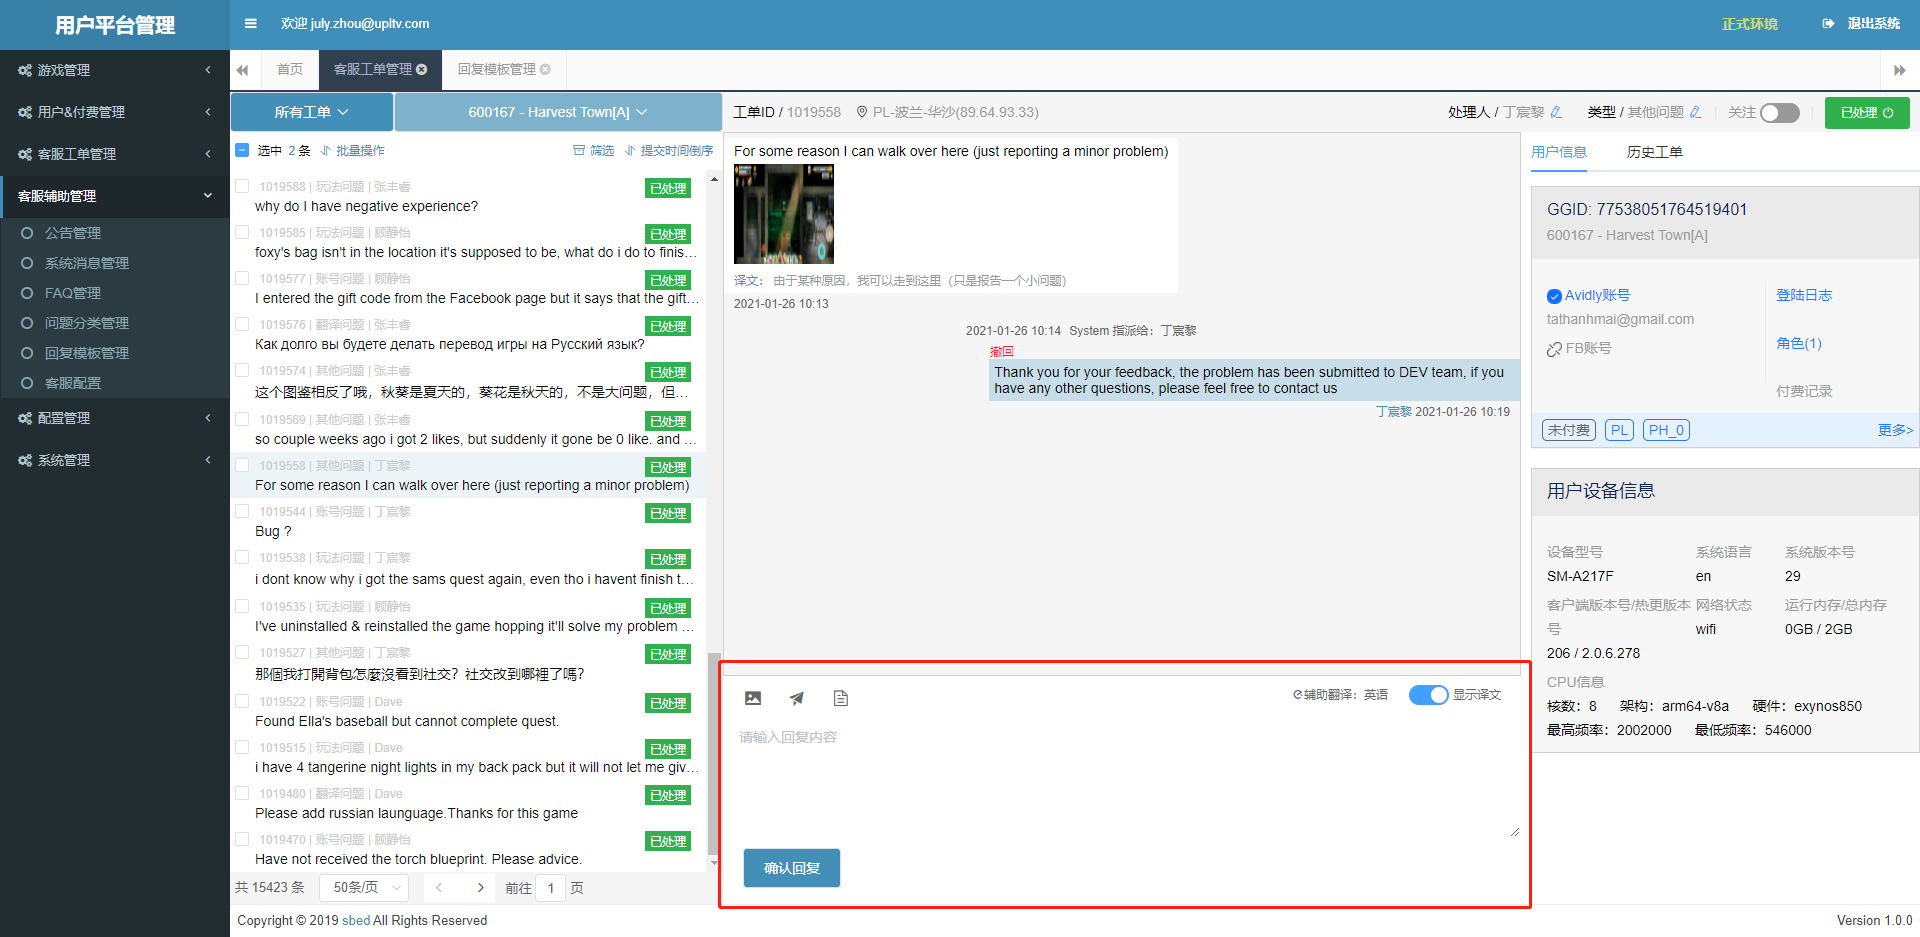 用户平台管理
欢迎 july.zhou@upltv.com
正式环境
退出系统
游戏管理
用户&付费管理
客服工单管理
客服辅助管理
公告管理
系统消息管理
FAQ管理
问题分类管理
回复模板管理
客服配置
配置管理
系统管理
首页
客服工单管理
回复模板管理
所有工单
600167 - Harvest Town[A]
选中 2 条
批量操作
筛选
提交时间倒序
1019588 | 玩法问题 | 张丰睿
已处理
why do I have negative experience?
1019585 | 玩法问题 | 顾静怡
已处理
foxy's bag isn't in the location it's supposed to be, what do i do to finis...
1019577 | 账号问题 | 顾静怡
已处理
I entered the gift code from the Facebook page but it says that the gift...
1019576 | 翻译问题 | 张丰睿
已处理
Как долго вы будете делать перевод игры на Русский язык?
1019574 | 其他问题 | 张丰睿
已处理
这个图鉴相反了哦，秋葵是夏天的，葵花是秋天的，不是大问题，但...
1019569 | 其他问题 | 张丰睿
已处理
so couple weeks ago i got 2 likes, but suddenly it gone be 0 like. and ...
1019558 | 其他问题 | 丁宸黎
已处理
For some reason I can walk over here (just reporting a minor problem)
1019544 | 账号问题 | 丁宸黎
已处理
Bug ?
1019538 | 玩法问题 | 丁宸黎
已处理
i dont know why i got the sams quest again, even tho i havent finish t...
1019535 | 玩法问题 | 顾静怡
已处理
I've uninstalled & reinstalled the game hopping it'll solve my problem ...
1019527 | 其他问题 | 丁宸黎
已处理
那個我打開背包怎麼沒看到社交？社交改到哪裡了嗎？
1019522 | 账号问题 | Dave
已处理
Found Ella's baseball but cannot complete quest.
1019515 | 玩法问题 | Dave
已处理
i have 4 tangerine night lights in my back pack but it will not let me giv...
1019480 | 翻译问题 | Dave
已处理
Please add russian launguage.Thanks for this game
1019470 | 账号问题 | 顾静怡
已处理
Have not received the torch blueprint. Please advice.
共 15423 条
50条/页
前往 1 页
工单ID / 1019558
PL-波兰-华沙(89.64.93.33)
处理人 / 丁宸黎
类型 / 其他问题
关注
已处理
For some reason I can walk over here (just reporting a minor problem)
译文： 由于某种原因，我可以走到这里（只是报告一个小问题）
2021-01-26 10:13
2021-01-26 10:14 System 指派给：丁宸黎
撤回
Thank you for your feedback, the problem has been submitted to DEV team, if you
have any other questions, please feel free to contact us
丁宸黎 2021-01-26 10:19
辅助翻译：英语
显示译文
请输入回复内容
确认回复
用户信息
历史工单
GGID: 77538051764519401
600167 - Harvest Town[A]
Avidly账号
tathanhmai@gmail.com
FB账号
登陆日志
角色(1)
付费记录
未付费
PL
PH_0
更多>
用户设备信息
设备型号
系统语言
系统版本号
SM-A217F
en
29
客户端版本号/热更版本
号
网络状态
运行内存/总内存
wifi
0GB / 2GB
206 / 2.0.6.278
CPU信息
核数：8 架构：arm64-v8a 硬件：exynos850
最高频率：2002000 最低频率：546000
Copyright © 2019 sbed All Rights Reserved
Version 1.0.0